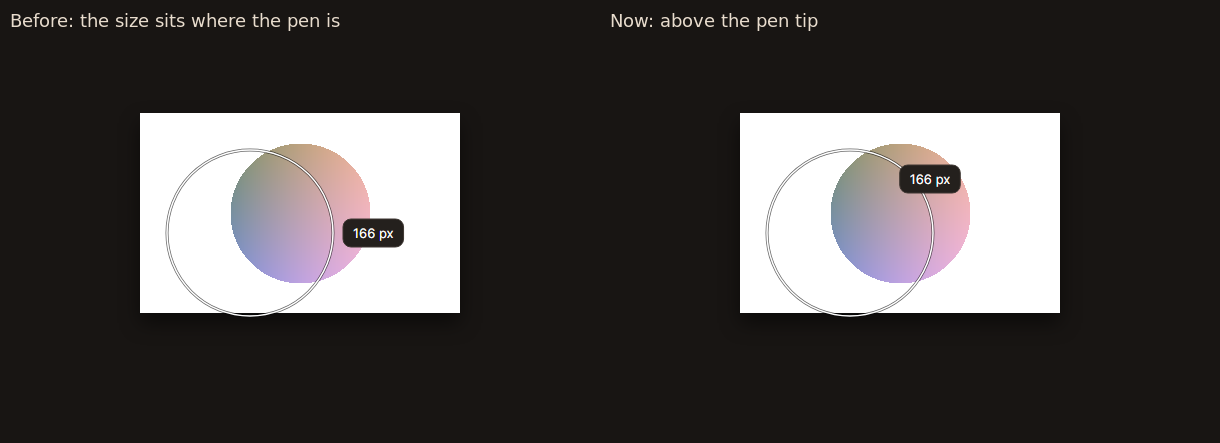 Before: the size sits where the pen is
Now: above the pen tip
166 px
166 px